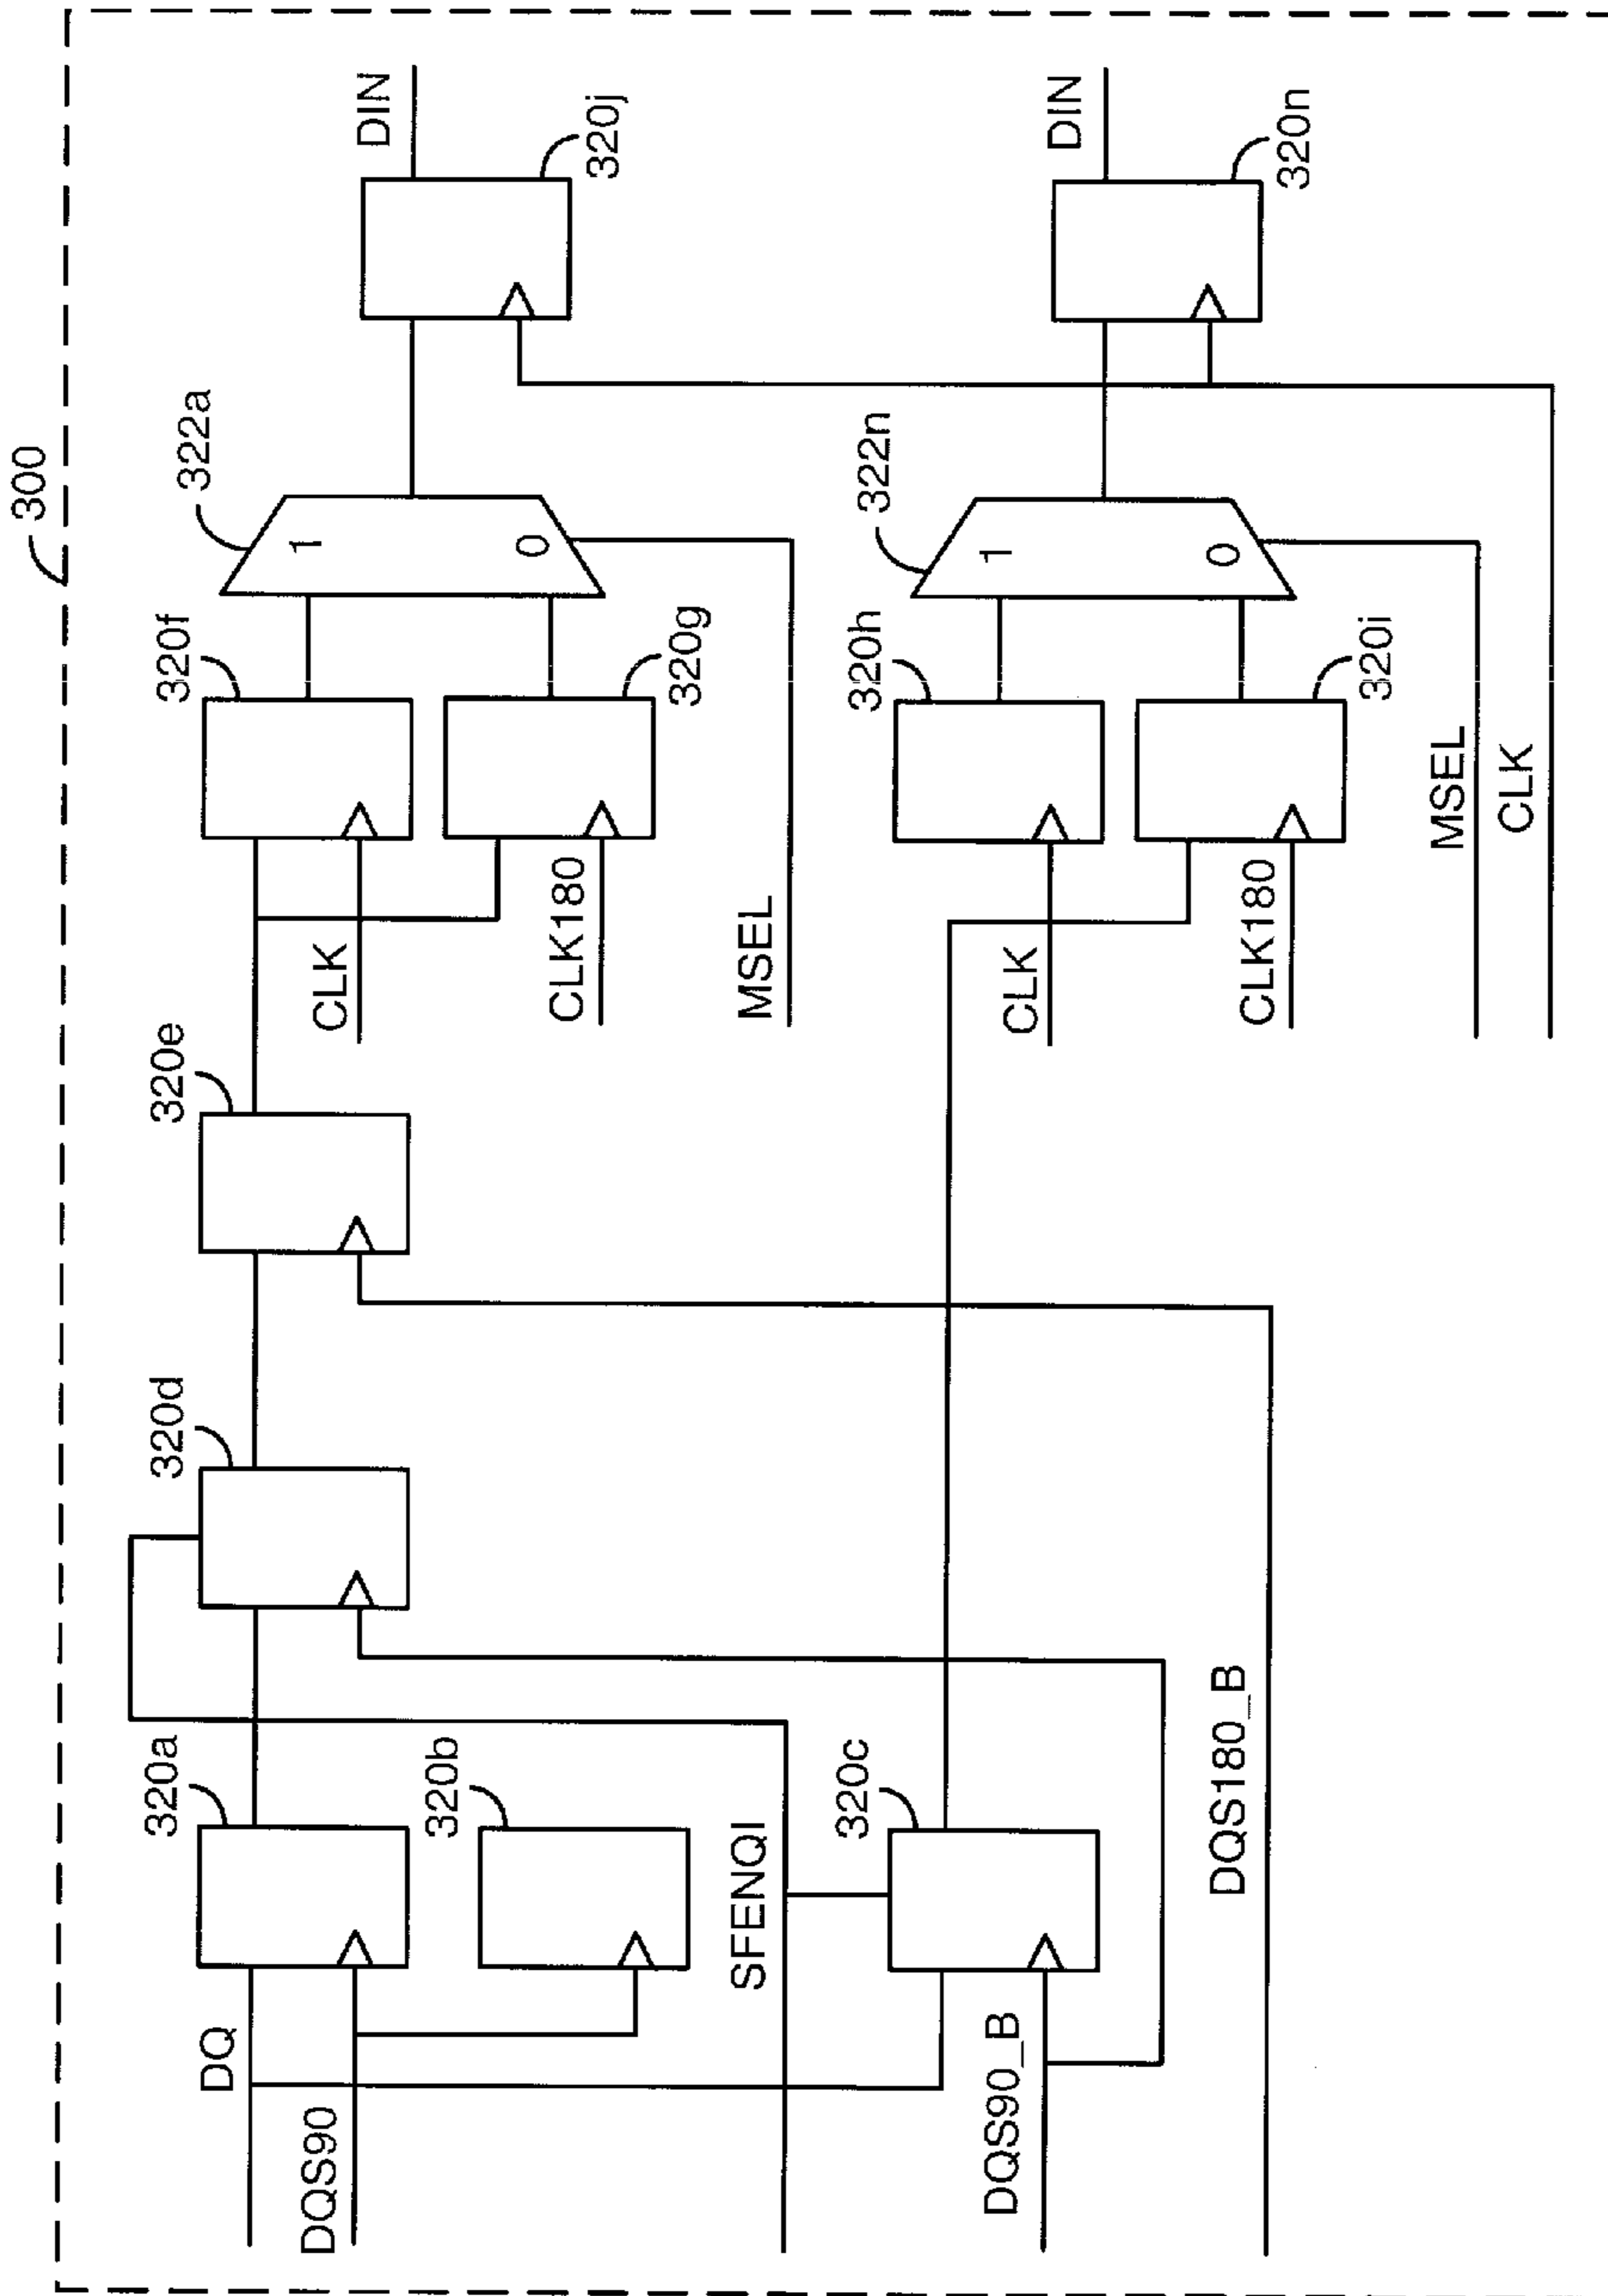 300
DQ
DQS90
320a
320b
SFENQI
320c
DQS90_B
DQS180_B
320d
320e
CLK
CLK180
MSEL
320f
320g
322a
1
0
320j
DIN
CLK
CLK180
MSEL
CLK
320h
320i
322n
1
0
320n
DIN